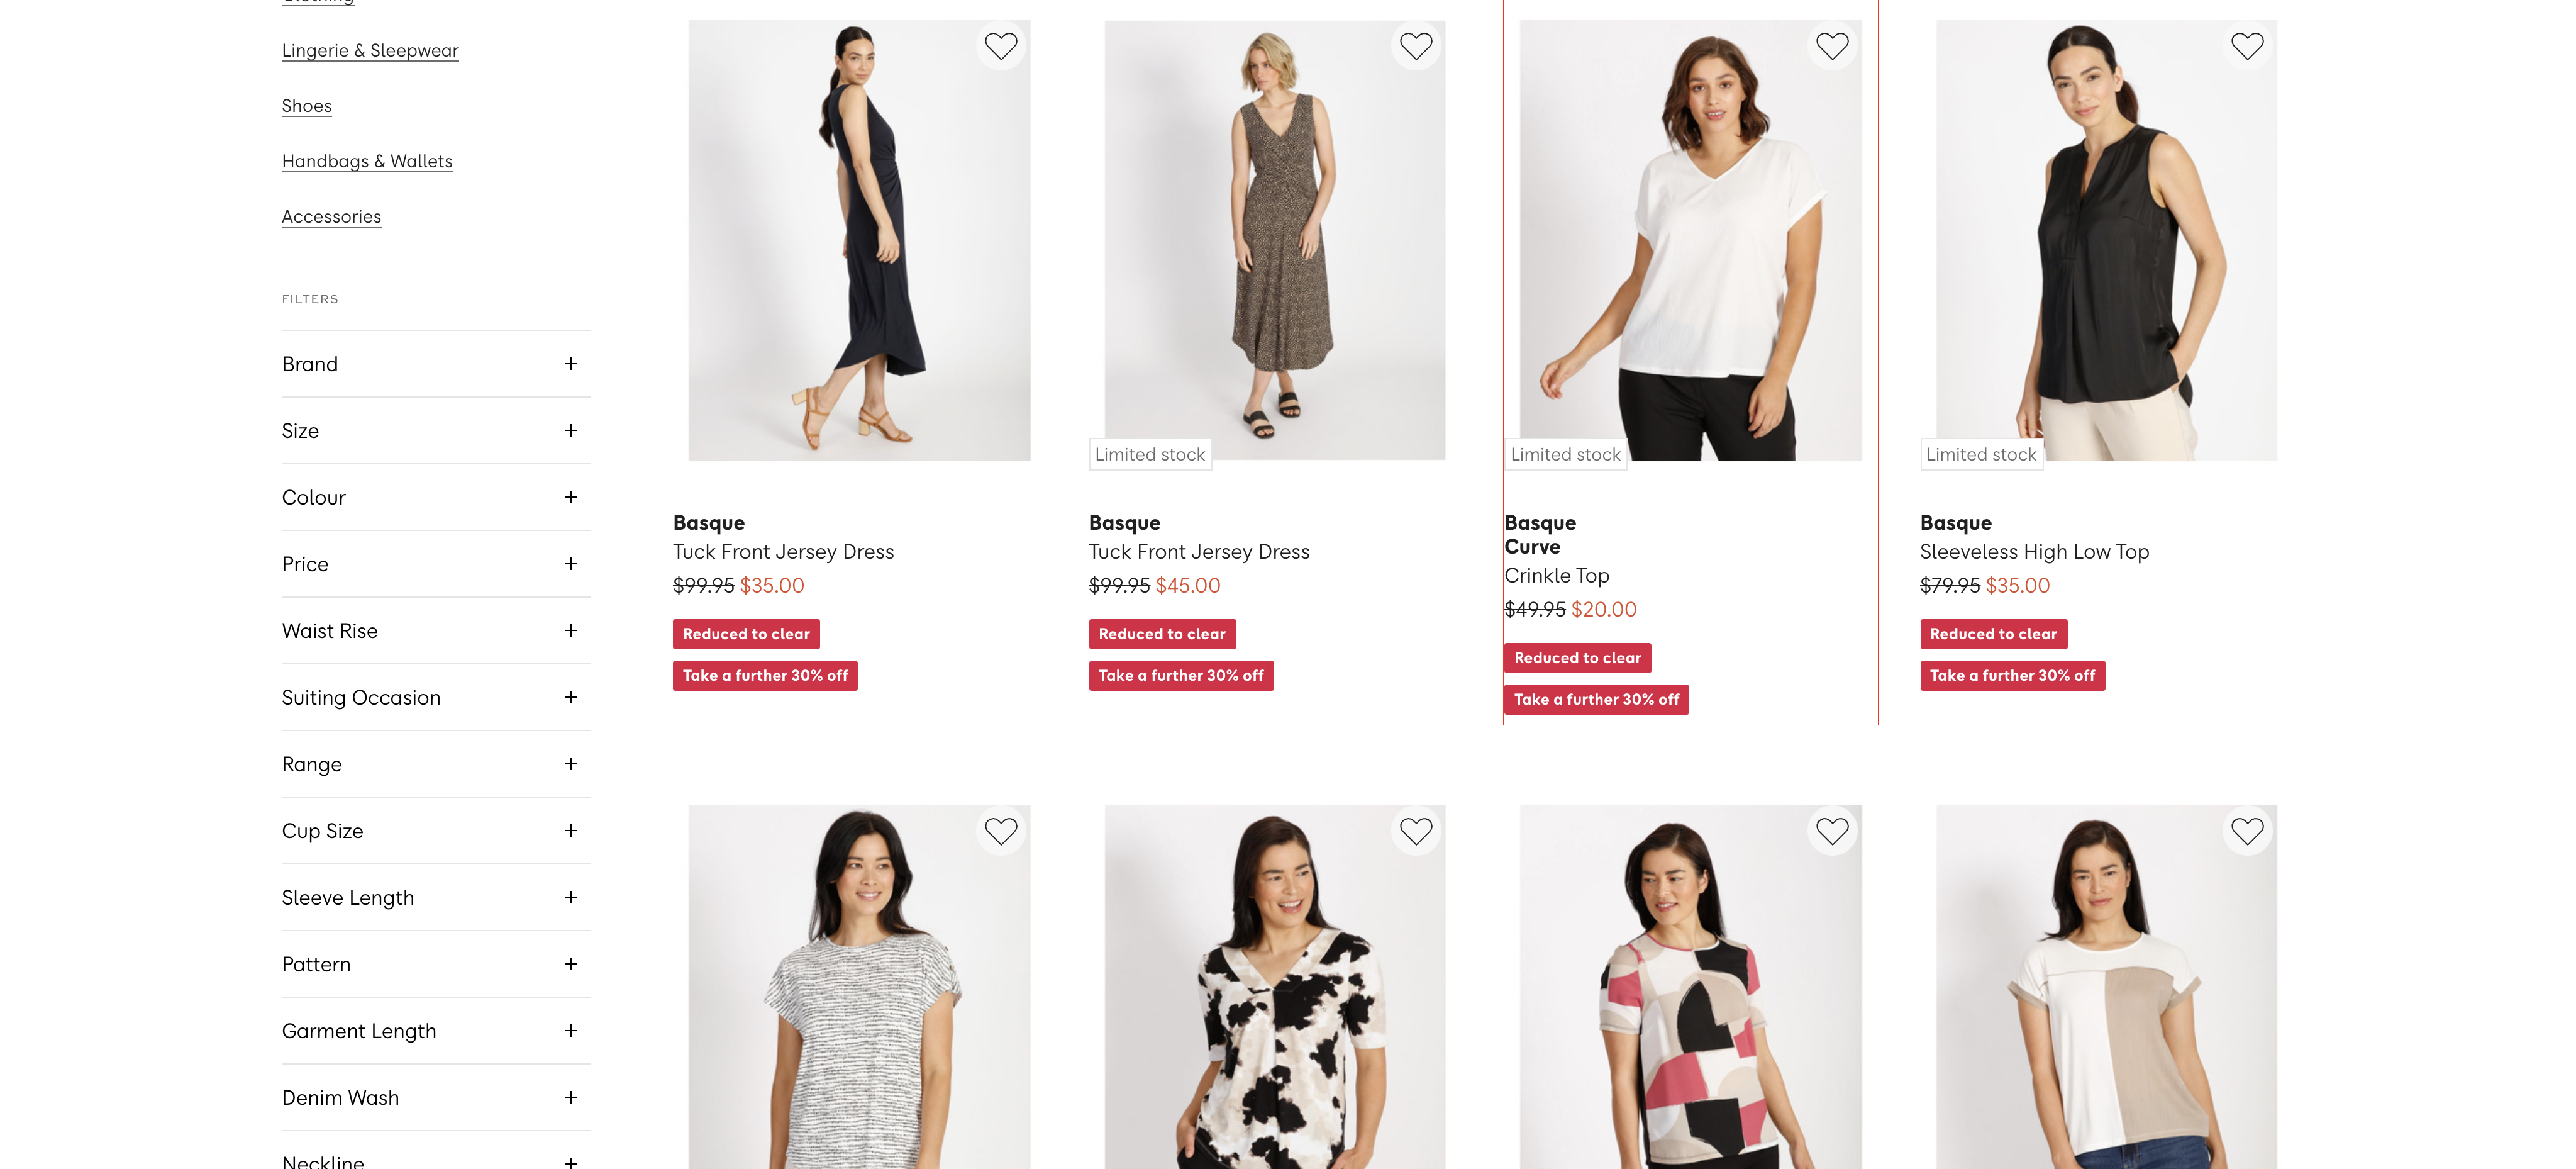 Clothing
Lingerie & Sleepwear
Shoes
Handbags & Wallets
Accessories
FILTERS
Brand
Size
Colour
Price
Waist Rise
Suiting Occasion
Range
Cup Size
Sleeve Length
Pattern
Garment Length
Denim Wash
Neckline
Basque
Tuck Front Jersey Dress
$99.95 $35.00
Reduced to clear
Take a further 30% off
Limited stock
Basque
Tuck Front Jersey Dress
$99.95 $45.00
Reduced to clear
Take a further 30% off
Limited stock
Basque
Curve
Crinkle Top
$49.95 $20.00
Reduced to clear
Take a further 30% off
Limited stock
Basque
Sleeveless High Low Top
$79.95 $35.00
Reduced to clear
Take a further 30% off